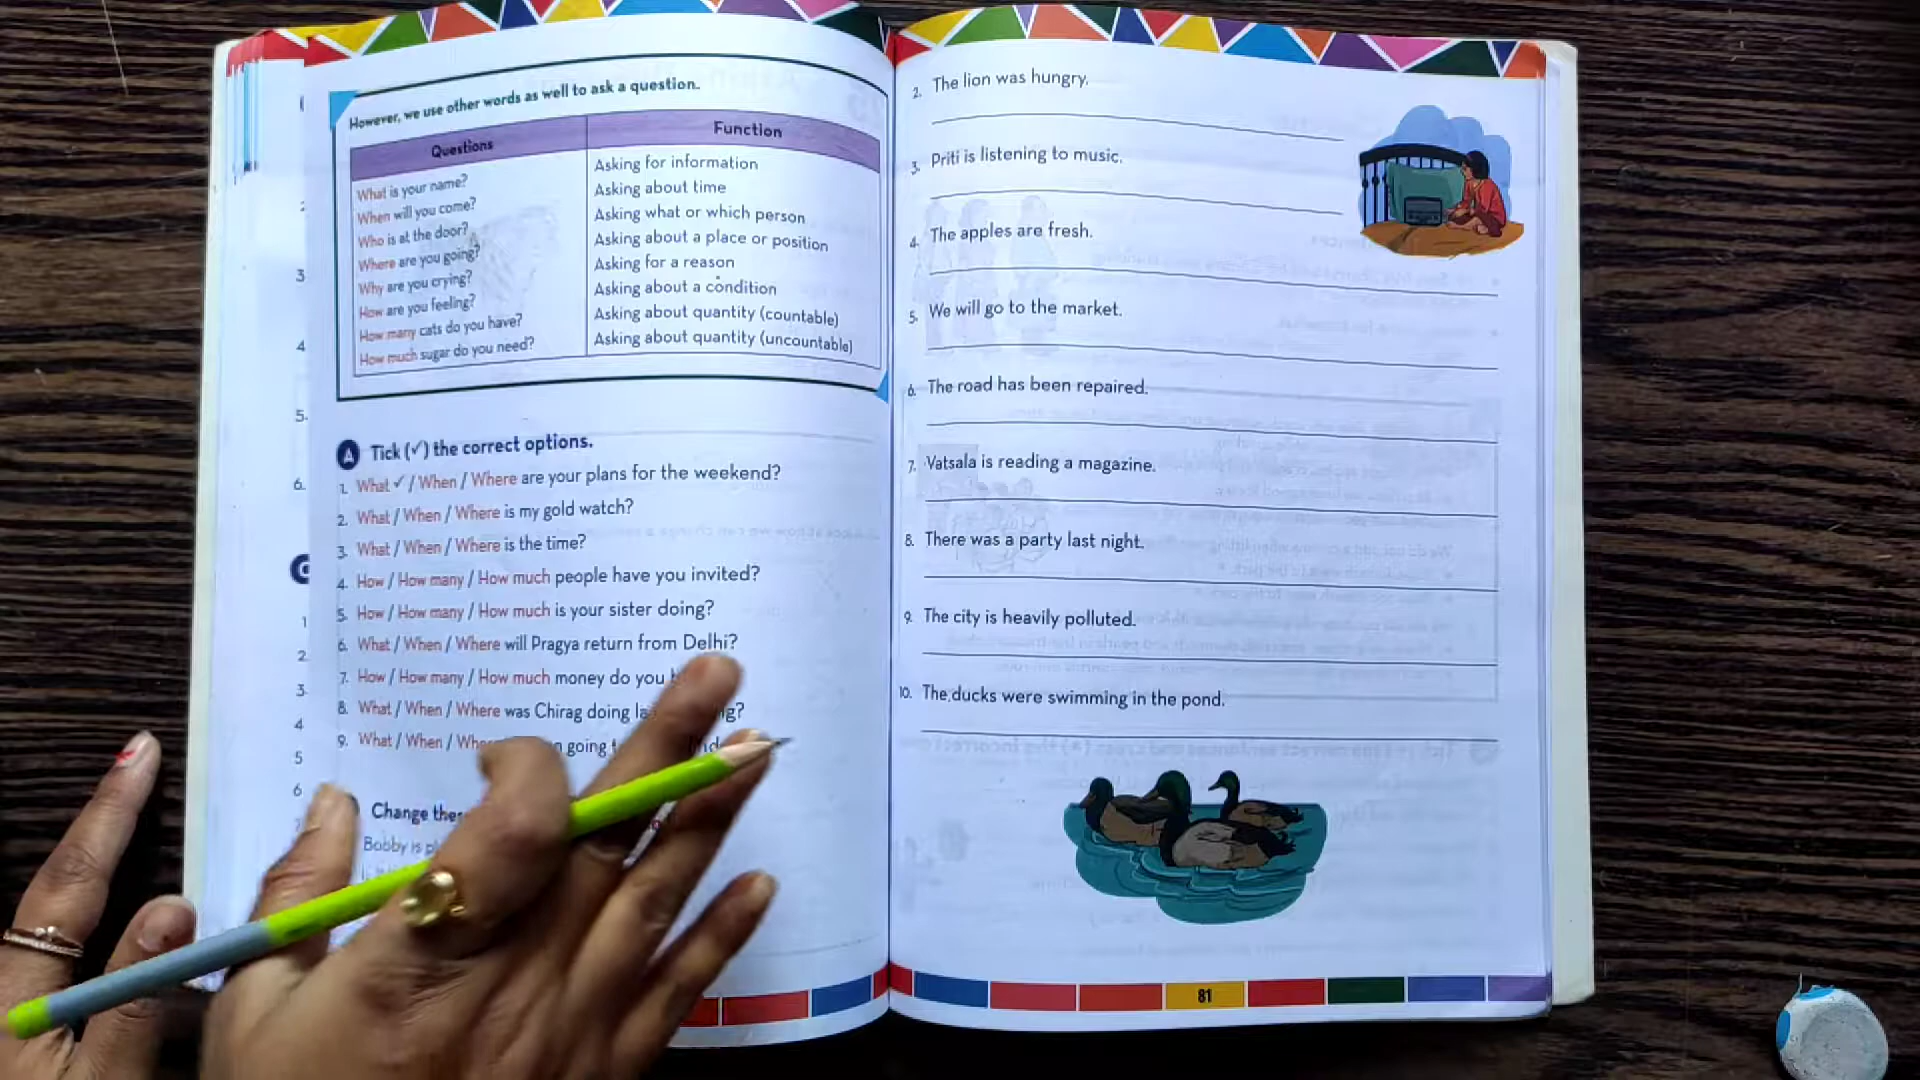 However, we use other words as well to ask a question.
Questions
Function
What is your name?
Asking for information
When will you come?
Asking about time
Who is at the door?
Asking what or which person
Where are you going?
Asking about a place or position
Why are you crying?
Asking for a reason
How are you feeling?
Asking about a condition
How many cats do you have?
Asking about quantity (countable)
How much sugar do you need?
Asking about quantity (uncountable)
A Tick (✓) the correct options.
1. What ✓ / When / Where are your plans for the weekend?
2. What / When / Where is my gold watch?
3. What / When / Where is the time?
4. How / How many / How much people have you invited?
5. How / How many / How much is your sister doing?
6. What / When / Where will Pragya return from Delhi?
7. How / How many / How much money do you
8. What / When / Where was Chirag doing
9. What / When / going
Change
Bobby is
3
4
5.
6.
C
1
2
3.
4
5
6
2. The lion was hungry.
3. Priti is listening to music.
4. The apples are fresh.
5. We will go to the market.
6. The road has been repaired.
7. Vatsala is reading a magazine.
8. There was a party last night.
9. The city is heavily polluted.
10. The ducks were swimming in the pond.
81